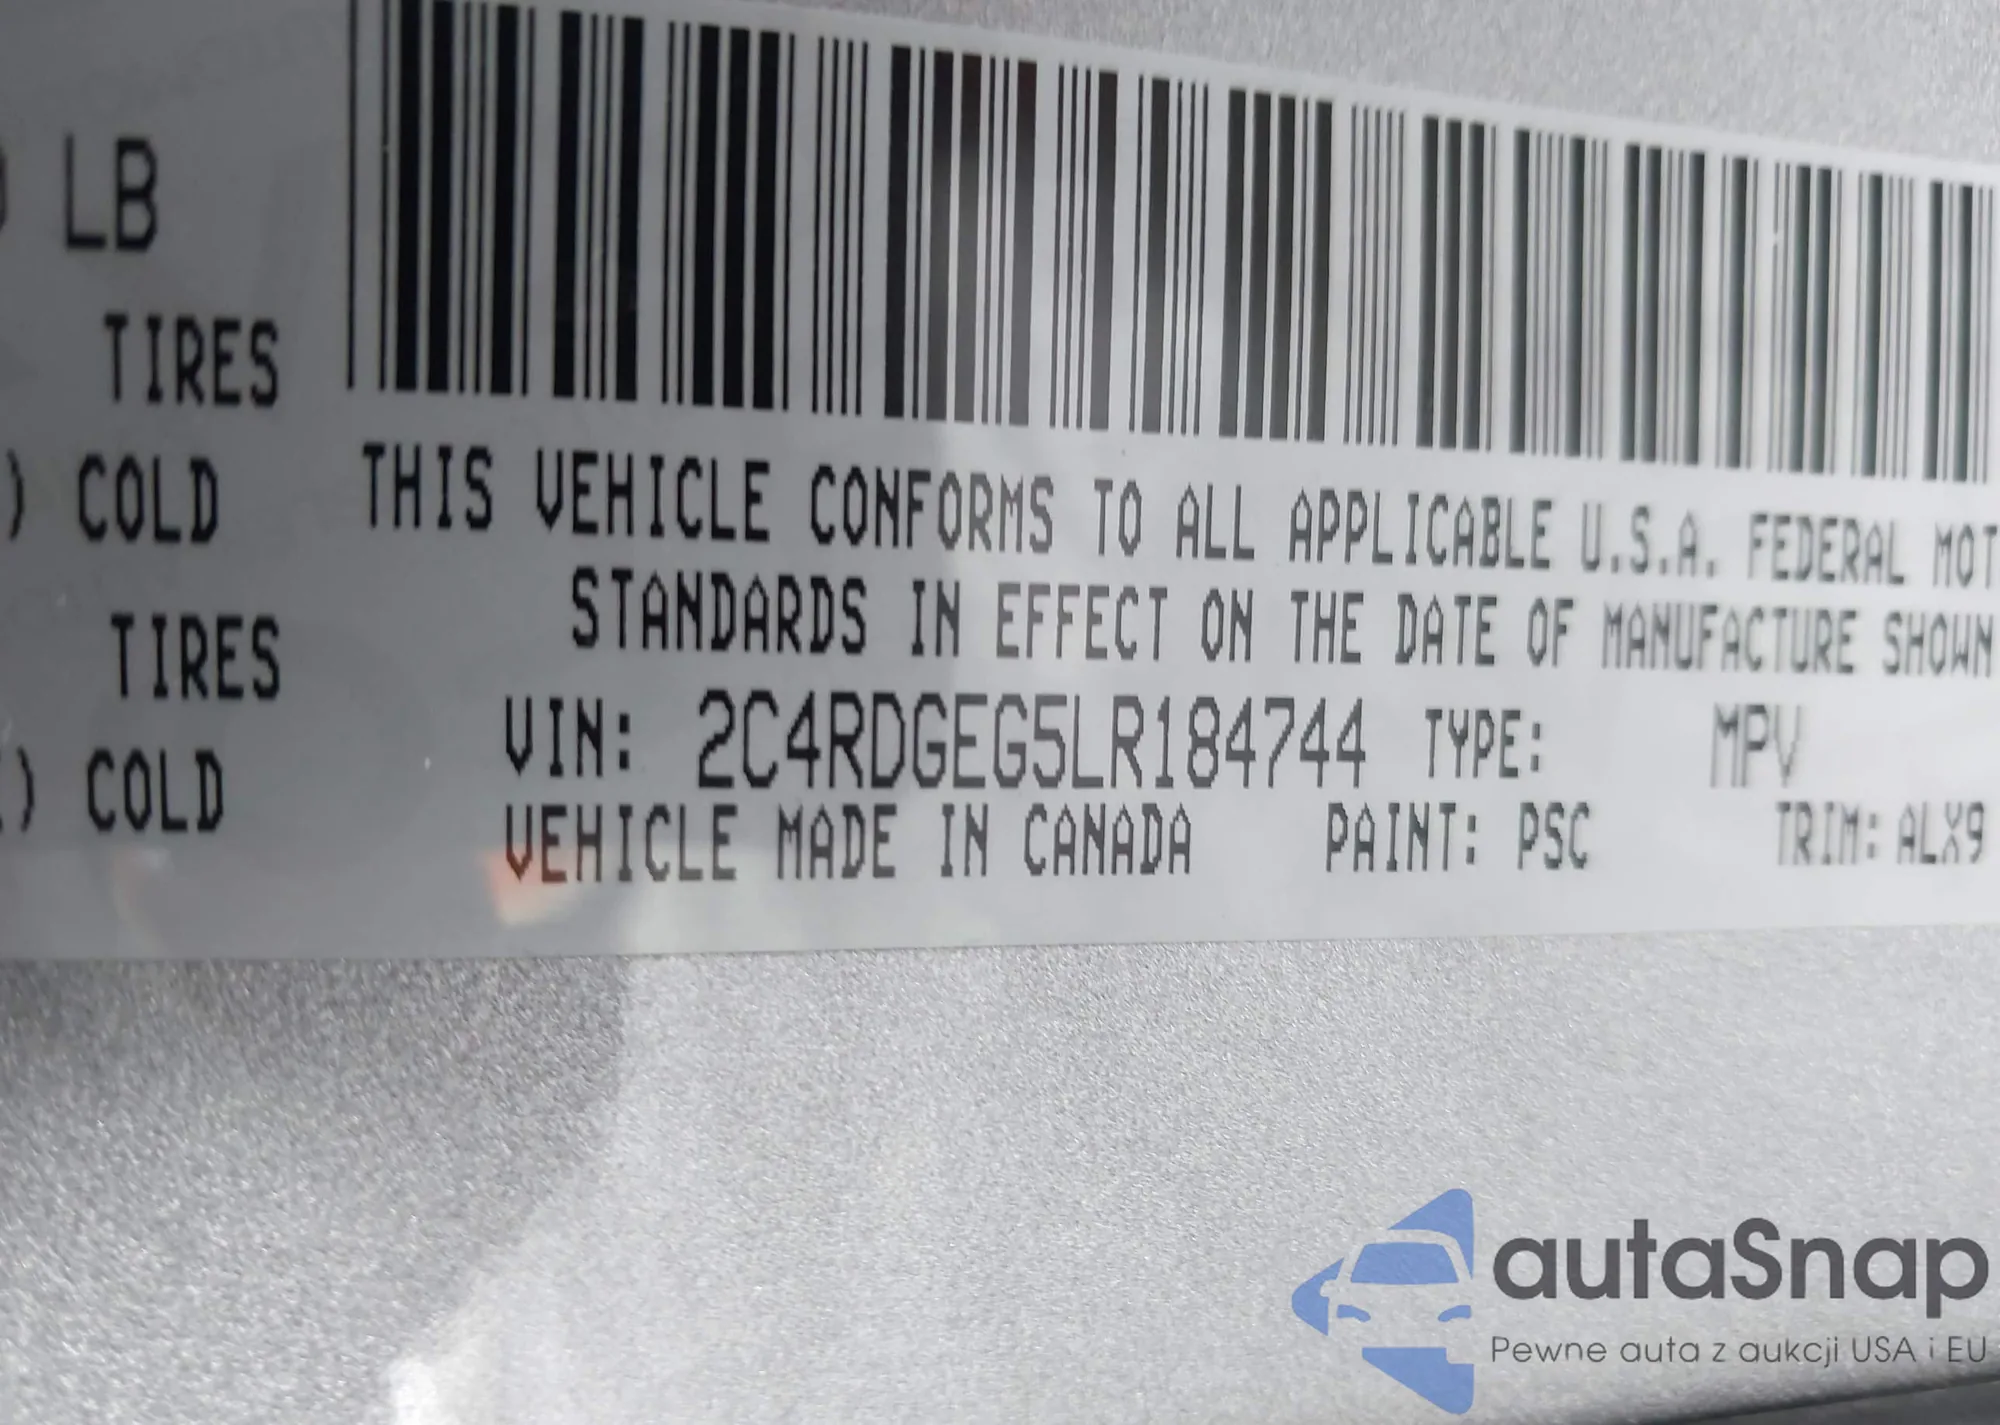 LB
TIRES
) COLD
TIRES
) COLD
THIS VEHICLE CONFORMS TO ALL APPLICABLE U.S.A. FEDERAL MOT
STANDARDS IN EFFECT ON THE DATE OF MANUFACTURE SHOWN
VIN: 2C4RDGEG5LR184744 TYPE: MPV
VEHICLE MADE IN CANADA PAINT: PSC TRIM: ALX9
autaSnap
Pewne auta z aukcji USA i EU